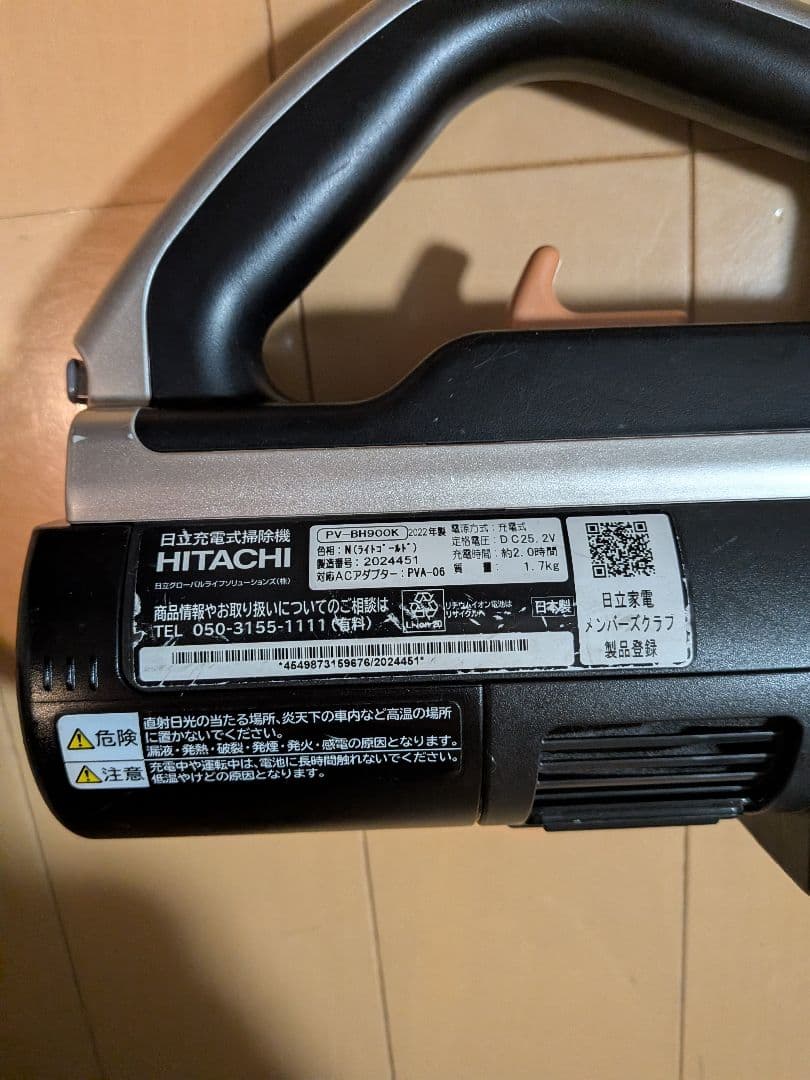 日立充電式掃除機
HITACHI
日立グローバルライフソリューションズ(株)
PV-BH900K 2022年製
色相:N(ライトゴールド)
製造番号:2024451
対応ACアダプター:PVA-06
電源方式:充電式
定格電圧:DC25.2V
充電時間:約2.0時間
質量:1.7kg
商品情報やお取り扱いについてのご相談は
TEL 050-3155-1111(有料)
Li-ion 20
リチウムイオン電池は
リサイクルへ
日本製
*4549873159676/2024451*
日立家電
メンバーズクラブ
製品登録
危険
直射日光の当たる場所、炎天下の車内など高温の場所
に置かないでください。
漏液・発熱・破裂・発煙・発火・感電の原因となります。
注意
充電中や運転中は、電池に長時間触れないでください。
低温やけどの原因となります。